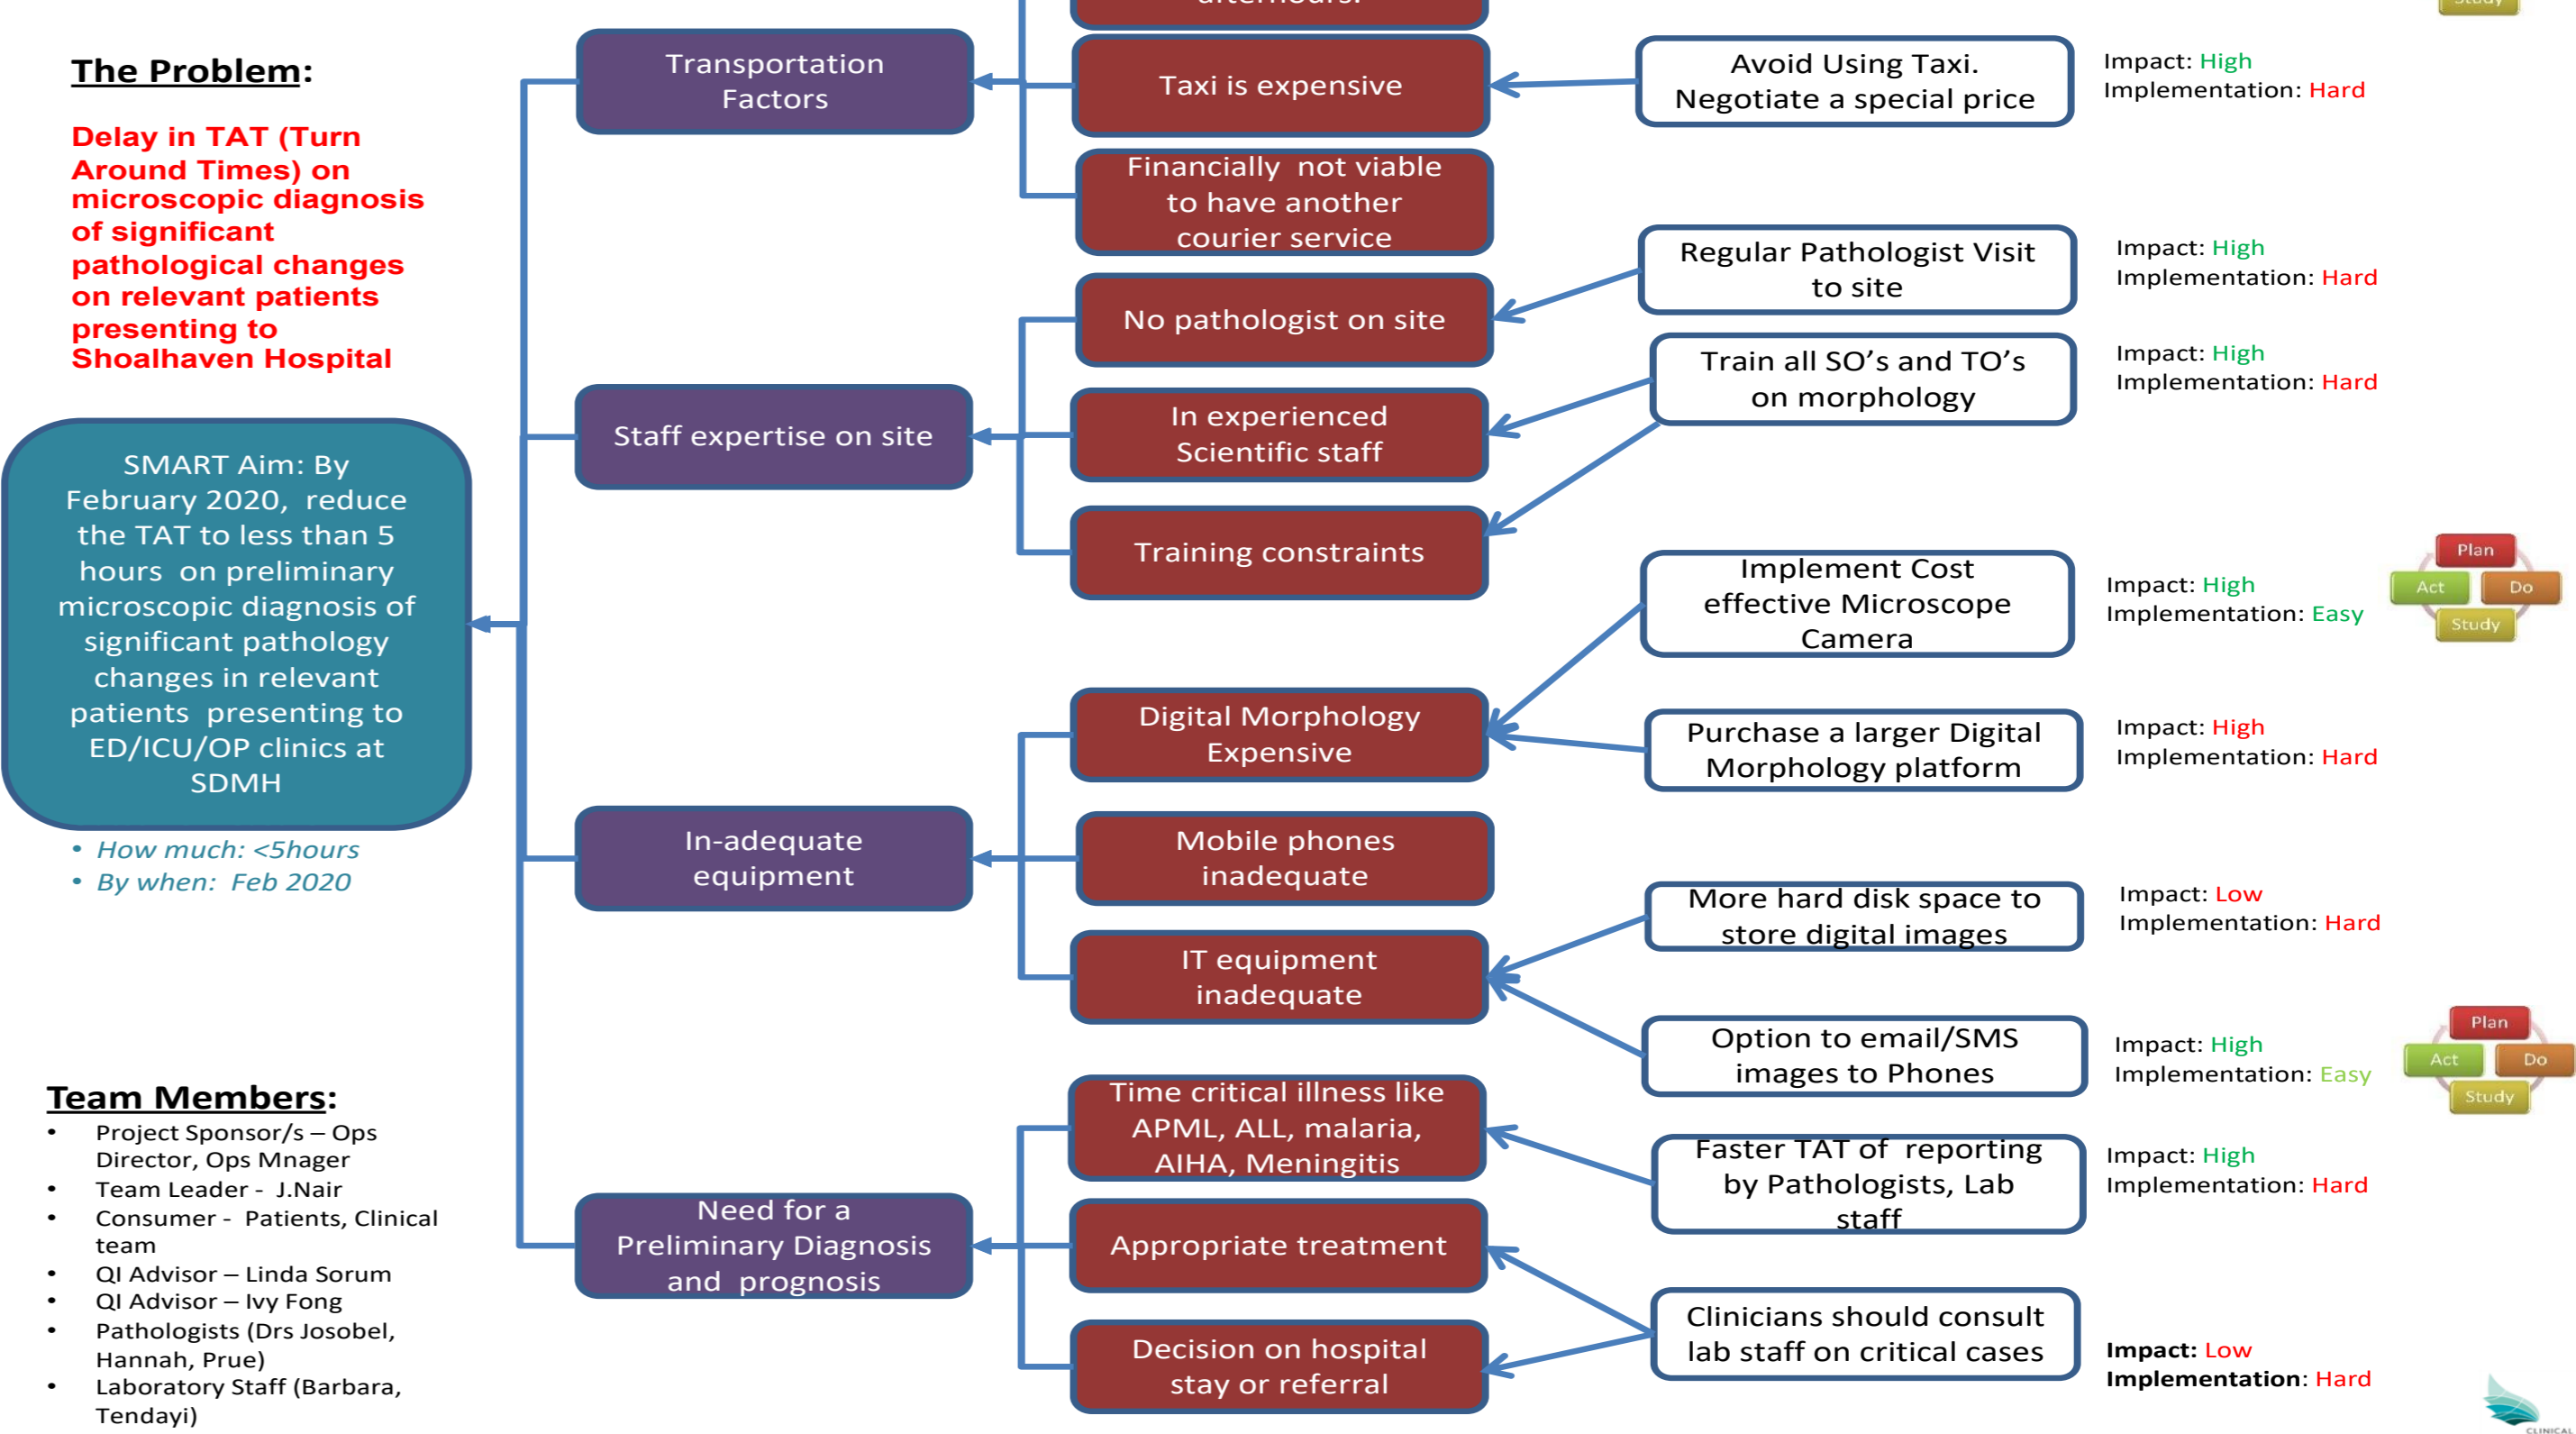 afterhours.
Study
The Problem:
Delay in TAT (Turn
Around Times) on
microscopic diagnosis
of significant
pathological changes
on relevant patients
presenting to
Shoalhaven Hospital
SMART Aim: By
February 2020, reduce
the TAT to less than 5
hours on preliminary
microscopic diagnosis of
significant pathology
changes in relevant
patients presenting to
ED/ICU/OP clinics at
SDMH
• How much: <5hours
• By when: Feb 2020
Team Members:
• Project Sponsor/s – Ops
Director, Ops Mnager
• Team Leader - J.Nair
• Consumer - Patients, Clinical
team
• QI Advisor – Linda Sorum
• QI Advisor – Ivy Fong
• Pathologists (Drs Josobel,
Hannah, Prue)
• Laboratory Staff (Barbara,
Tendayi)
Transportation
Factors
Staff expertise on site
In-adequate
equipment
Need for a
Preliminary Diagnosis
and prognosis
Taxi is expensive
Financially not viable
to have another
courier service
No pathologist on site
In experienced
Scientific staff
Training constraints
Digital Morphology
Expensive
Mobile phones
inadequate
IT equipment
inadequate
Time critical illness like
APML, ALL, malaria,
AIHA, Meningitis
Appropriate treatment
Decision on hospital
stay or referral
Avoid Using Taxi.
Negotiate a special price
Impact: High
Implementation: Hard
Regular Pathologist Visit
to site
Impact: High
Implementation: Hard
Train all SO’s and TO’s
on morphology
Impact: High
Implementation: Hard
Implement Cost
effective Microscope
Camera
Impact: High
Implementation: Easy
Plan
Act
Do
Study
Purchase a larger Digital
Morphology platform
Impact: High
Implementation: Hard
More hard disk space to
store digital images
Impact: Low
Implementation: Hard
Option to email/SMS
images to Phones
Impact: High
Implementation: Easy
Plan
Act
Do
Study
Faster TAT of reporting
by Pathologists, Lab
staff
Impact: High
Implementation: Hard
Clinicians should consult
lab staff on critical cases
Impact: Low
Implementation: Hard
CLINICAL